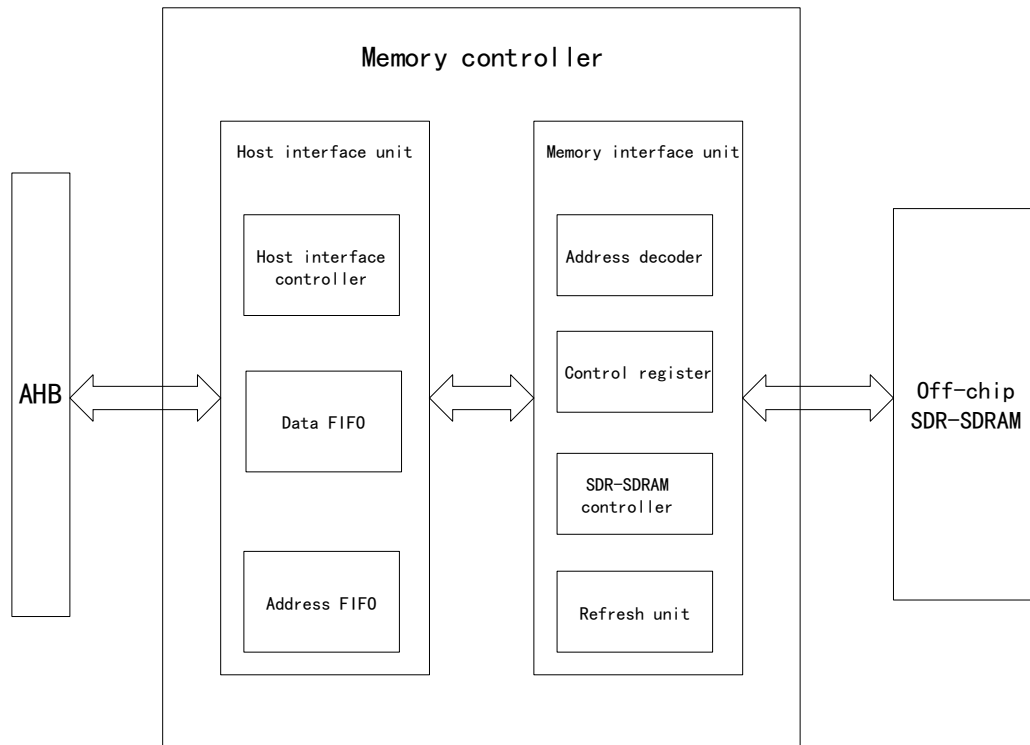 Memory controller
Host interface unit
Host interface
controller
Data FIFO
Address FIFO
Memory interface unit
Address decoder
Control register
SDR-SDRAM
controller
Refresh unit
AHB
Off-chip
SDR-SDRAM